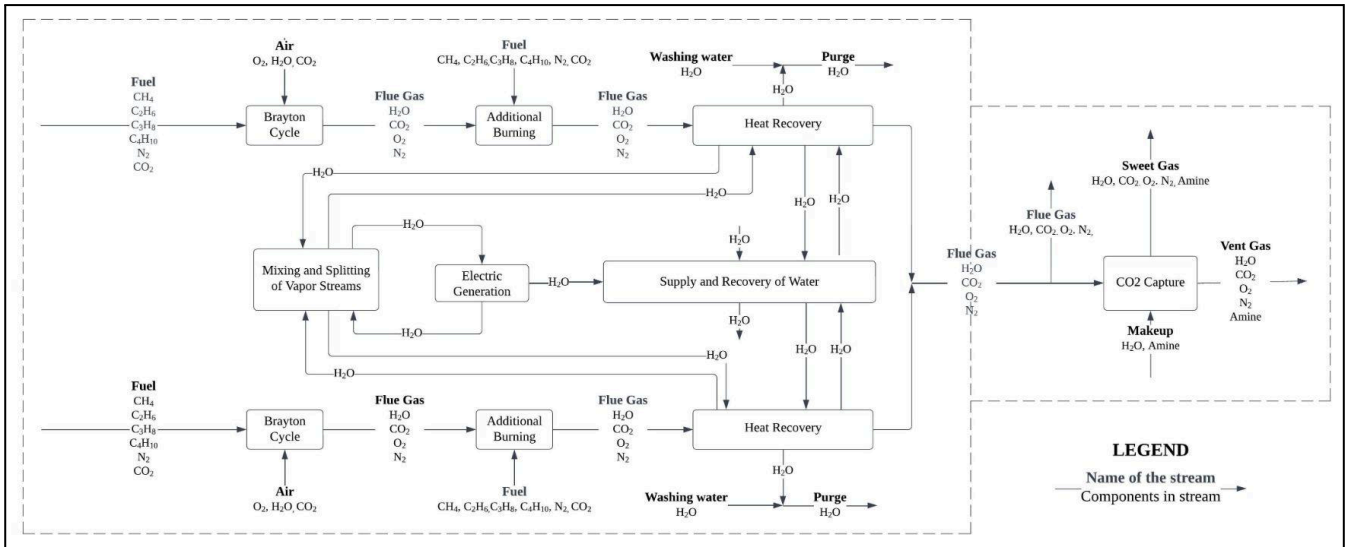 Air
O₂, H₂O, CO₂
Fuel
CH₄, C₂H₆, C₃H₈, C₄H₁₀, N₂, CO₂
Washing water
H₂O
Purge
H₂O
H₂O
Fuel
CH₄
C₂H₆
C₃H₈
C₄H₁₀
N₂
CO₂
Brayton
Cycle
Flue Gas
H₂O
CO₂
O₂
N₂
Additional
Burning
Flue Gas
H₂O
CO₂
O₂
N₂
Heat Recovery
H₂O
H₂O
H₂O
H₂O
H₂O
H₂O
Mixing and Splitting
of Vapor Streams
Electric
Generation
H₂O
Supply and Recovery of Water
H₂O
H₂O
H₂O
H₂O
H₂O
H₂O
Flue Gas
H₂O
CO₂
O₂
N₂
Flue Gas
H₂O, CO₂, O₂. N₂,
Sweet Gas
H₂O, CO₂, O₂. N₂, Amine
CO2 Capture
Vent Gas
H₂O
CO₂
O₂
N₂
Amine
Makeup
H₂O, Amine
Fuel
CH₄
C₂H₆
C₃H₈
C₄H₁₀
N₂
CO₂
Brayton
Cycle
Flue Gas
H₂O
CO₂
O₂
N₂
Additional
Burning
Flue Gas
H₂O
CO₂
O₂
N₂
Heat Recovery
H₂O
Air
O₂, H₂O, CO₂
Fuel
CH₄, C₂H₆, C₃H₈, C₄H₁₀, N₂, CO₂
Washing water
H₂O
Purge
H₂O
LEGEND
Name of the stream
Components in stream